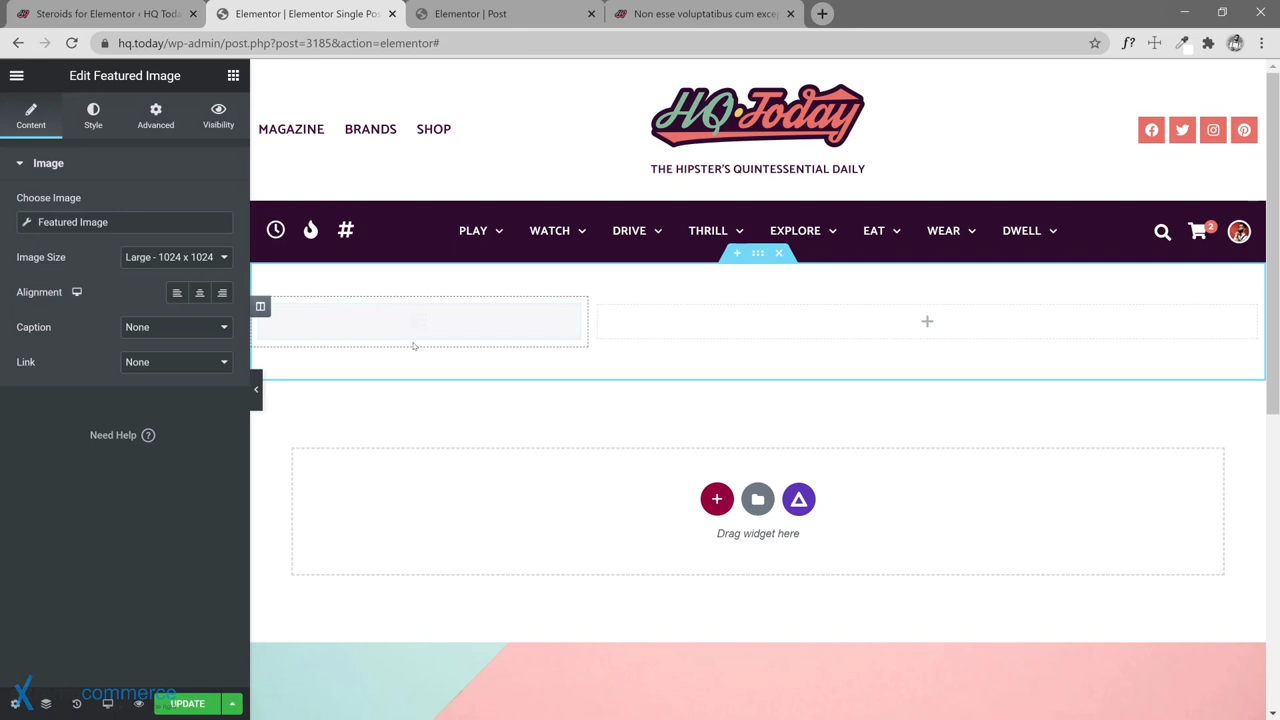 Steroids for Elementor ‹ HQ Toda
Elementor | Elementor Single Pos
Elementor | Post
Non esse voluptatibus cum exce
hq.today/wp-admin/post.php?post=3185&action=elementor#
Edit Featured Image
Content
Style
Advanced
Visibility
Image
Choose Image
Featured Image
Image Size
Large - 1024 x 1024
Alignment
Caption
None
Link
None
Need Help
UPDATE
commerce
MAGAZINE BRANDS SHOP
HQ•Today
THE HIPSTER'S QUINTESSENTIAL DAILY
PLAY WATCH DRIVE THRILL EXPLORE EAT WEAR DWELL
2
Drag widget here